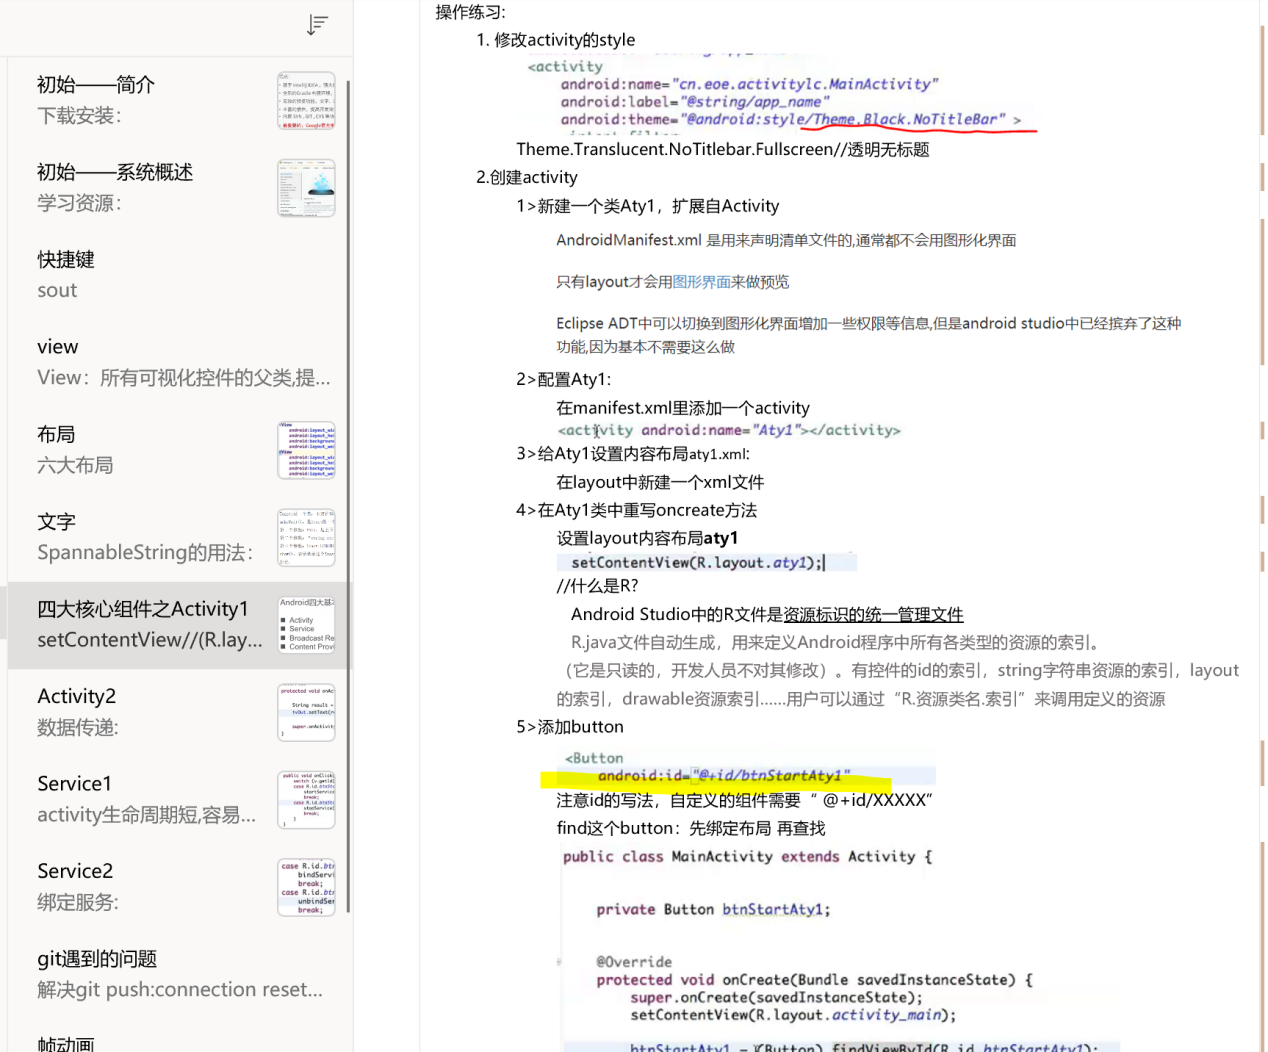 初始——简介
下载安装：
初始——系统概述
学习资源：
快捷键
sout
view
View：所有可视化控件的父类,提...
布局
六大布局
文字
SpannableString的用法：
四大核心组件之Activity1
setContentView//(R.lay...
Android四大基
Activity
Service
Broadcast Re
Content Prov
Activity2
数据传递:
Service1
activity生命周期短,容易...
Service2
绑定服务:
case R.id.btn
bindServi
break;
case R.id.btn
unbindSer
break;
git遇到的问题
解决git push:connection reset...
帧动画
操作练习:
1. 修改activity的style
<activity
android:name="cn.eoe.activitylc.MainActivity"
android:label="@string/app_name"
android:theme="@android:style/Theme.Black.NoTitleBar" >
Theme.Translucent.NoTitlebar.Fullscreen//透明无标题
2.创建activity
1>新建一个类Aty1，扩展自Activity
AndroidManifest.xml 是用来声明清单文件的,通常都不会用图形化界面
只有layout才会用图形界面来做预览
Eclipse ADT中可以切换到图形化界面增加一些权限等信息,但是android studio中已经摈弃了这种
功能,因为基本不需要这么做
2>配置Aty1:
在manifest.xml里添加一个activity
<activity android:name="Aty1"></activity>
3>给Aty1设置内容布局aty1.xml:
在layout中新建一个xml文件
4>在Aty1类中重写oncreate方法
设置layout内容布局aty1
setContentView(R.layout.aty1);
//什么是R?
Android Studio中的R文件是资源标识的统一管理文件
R.java文件自动生成，用来定义Android程序中所有各类型的资源的索引。
（它是只读的，开发人员不对其修改）。有控件的id的索引，string字符串资源的索引，layout
的索引，drawable资源索引......用户可以通过“R.资源类名.索引”来调用定义的资源
5>添加button
<Button
android:id="@+id/btnStartAty1"
注意id的写法，自定义的组件需要“ @+id/XXXXX”
find这个button：先绑定布局 再查找
public class MainActivity extends Activity {
private Button btnStartAty1;
@Override
protected void onCreate(Bundle savedInstanceState) {
super.onCreate(savedInstanceState);
setContentView(R.layout.activity_main);
btnStartAty1 = (Button) findViewById(R.id.btnStartAty1);